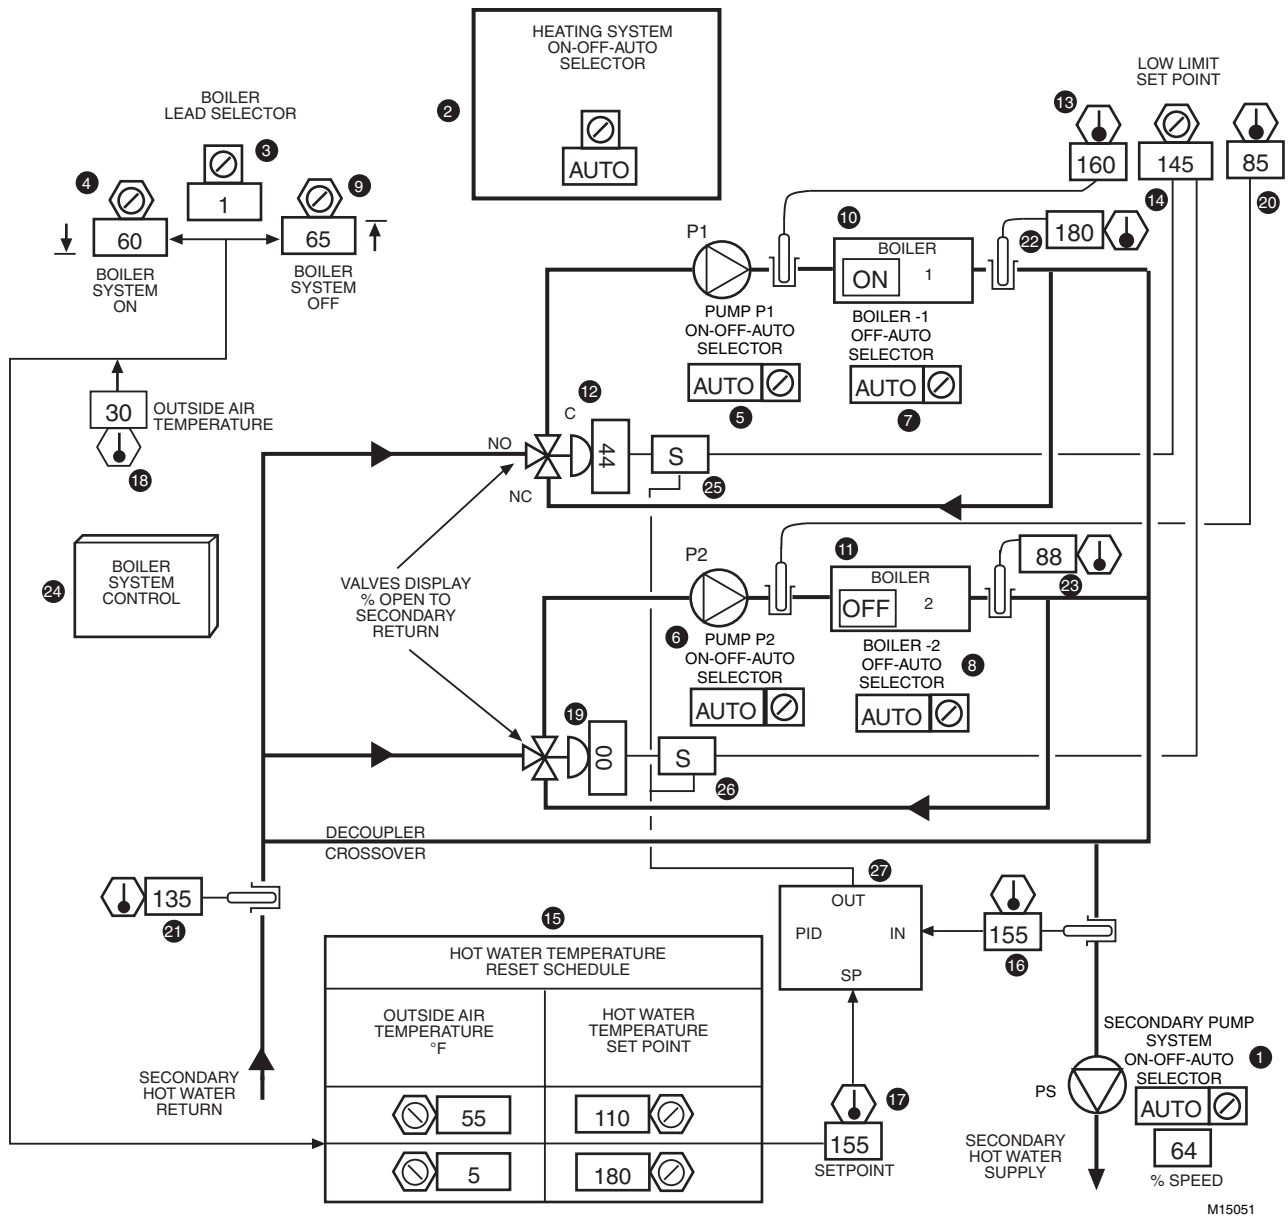 HEATING SYSTEM
ON-OFF-AUTO
SELECTOR
2
AUTO
LOW LIMIT
SET POINT
13
160
145
85
14
20
BOILER
LEAD SELECTOR
3
4
9
1
60
65
BOILER
SYSTEM
ON
BOILER
SYSTEM
OFF
P1
10
BOILER
ON
1
22
180
PUMP P1
ON-OFF-AUTO
SELECTOR
AUTO
5
BOILER -1
OFF-AUTO
SELECTOR
AUTO
7
30
OUTSIDE AIR
TEMPERATURE
18
12
C
NO
NC
44
S
25
24
BOILER
SYSTEM
CONTROL
VALVES DISPLAY
% OPEN TO
SECONDARY
RETURN
P2
11
BOILER
OFF
2
88
23
6
PUMP P2
ON-OFF-AUTO
SELECTOR
AUTO
BOILER -2
OFF-AUTO
SELECTOR
8
AUTO
19
00
S
26
DECOUPLER
CROSSOVER
135
21
27
OUT
PID
IN
SP
155
16
15
HOT WATER TEMPERATURE
RESET SCHEDULE
OUTSIDE AIR
TEMPERATURE
°F
HOT WATER
TEMPERATURE
SET POINT
55
110
5
180
17
155
SETPOINT
SECONDARY
HOT WATER
RETURN
SECONDARY PUMP
SYSTEM
ON-OFF-AUTO
SELECTOR
1
PS
AUTO
64
% SPEED
SECONDARY
HOT WATER
SUPPLY
M15051